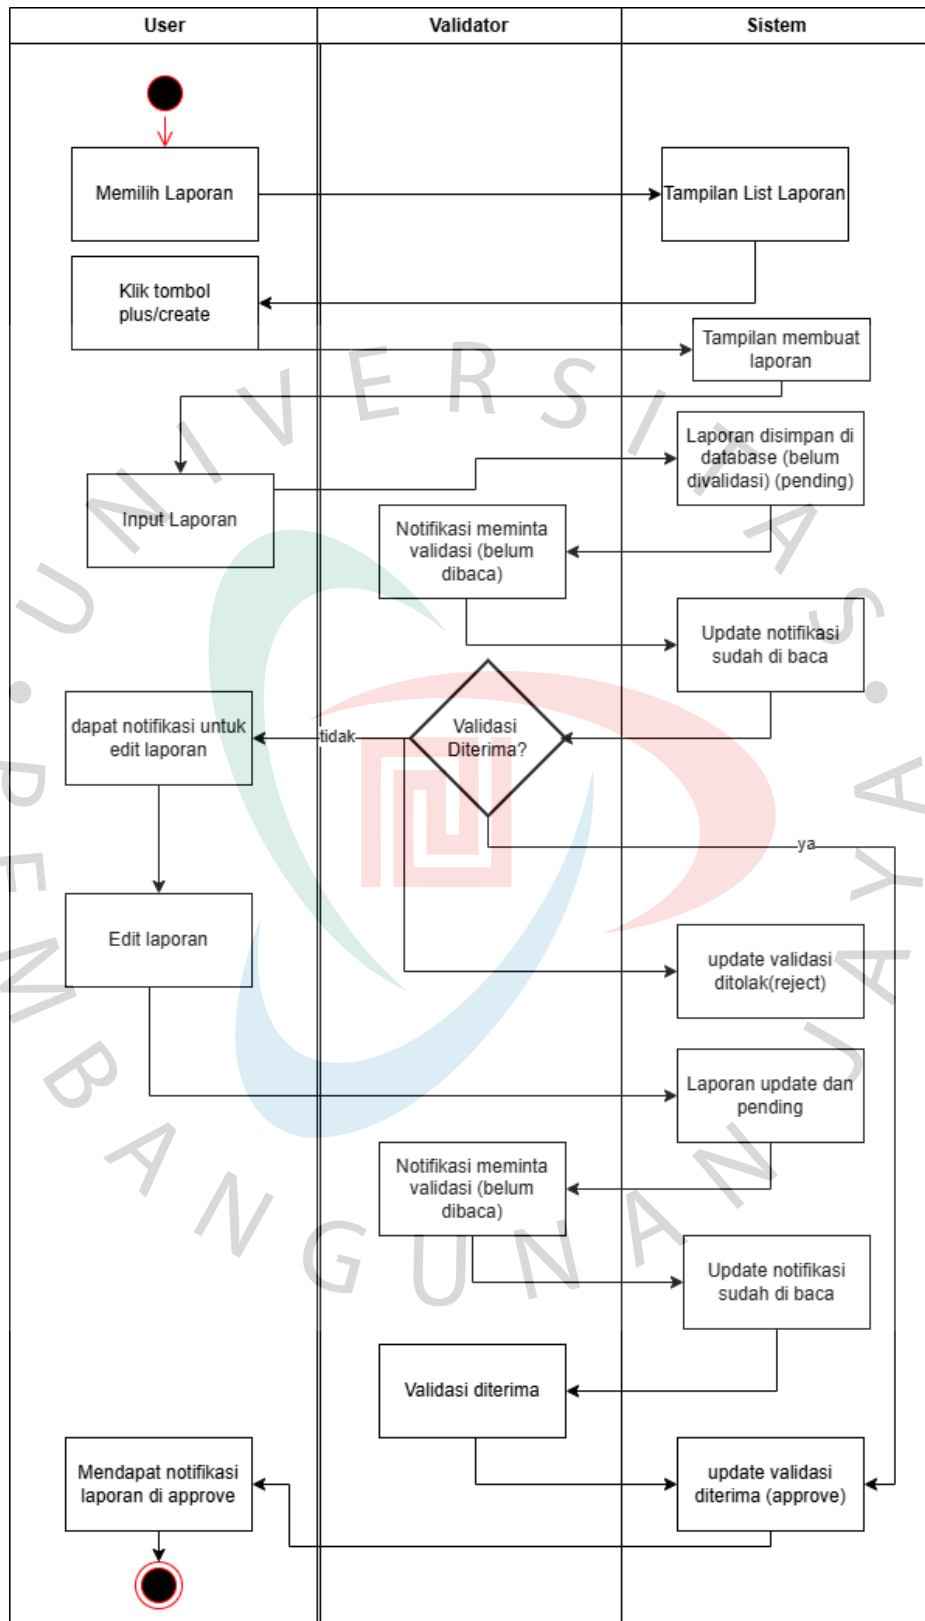 User
Validator
Sistem
Memilih Laporan
Tampilan List Laporan
Klik tombol
plus/create
Tampilan membuat
laporan
Laporan disimpan di
database (belum
divalidasi) (pending)
Input Laporan
Notifikasi meminta
validasi (belum
dibaca)
Update notifikasi
sudah di baca
Validasi
Diterima?
tidak
dapat notifikasi untuk
edit laporan
ya
Edit laporan
update validasi
ditolak(reject)
Laporan update dan
pending
Notifikasi meminta
validasi (belum
dibaca)
Update notifikasi
sudah di baca
Validasi diterima
update validasi
diterima (approve)
Mendapat notifikasi
laporan di approve
UNIVERSITAS
PEMBANGUNAN JAYA